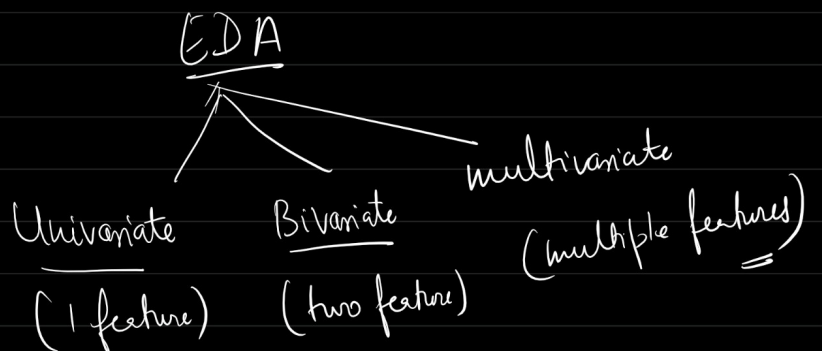 EDA
Univariate
Bivariate
multivariate
(1 feature)
(two feature)
(multiple features)